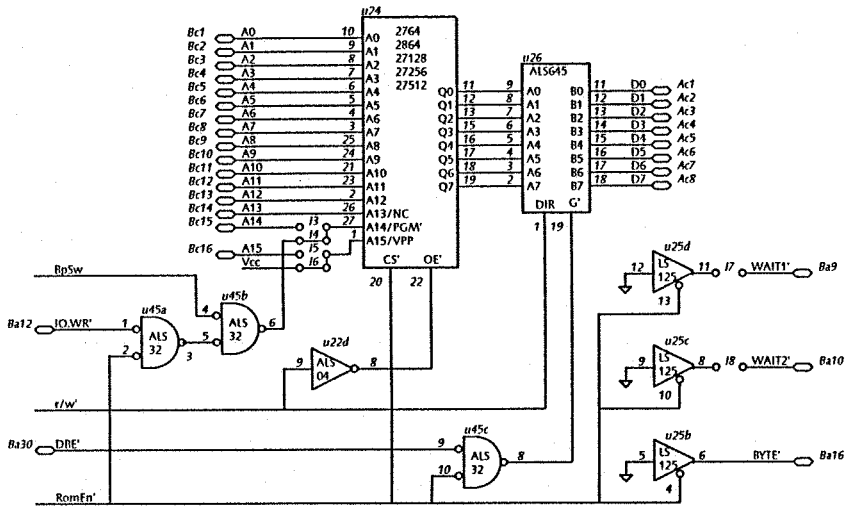 u24
Bc1 A0 10 A0 2764
Bc2 A1 9 A1 2864
Bc3 A2 8 A2 27128
Bc4 A3 7 A3 27256
Bc5 A4 6 A4 27512
Bc6 A5 5 A5
Bc7 A6 4 A6
Bc8 A7 3 A7
Bc9 A8 25 A8
Bc10 A9 24 A9
Bc11 A10 21 A10
Bc12 A11 23 A11
Bc13 A12 2 A12
Bc14 A13 26 A13/NC
Bc15 A14 I3 27 A14/PGM'
I4
Bc16 A15 I5 1 A15/VPP
Vcc I6
CS' OE'
20 22
u26
ALS645
Q0 11 9 A0 B0 11 D0 Ac1
Q1 12 8 A1 B1 12 D1 Ac2
Q2 13 7 A2 B2 13 D2 Ac3
Q3 15 6 A3 B3 14 D3 Ac4
Q4 16 5 A4 B4 15 D4 Ac5
Q5 17 4 A5 B5 16 D5 Ac6
Q6 18 3 A6 B6 17 D6 Ac7
Q7 19 2 A7 B7 18 D7 Ac8
DIR G'
1 19
Bp5w
u45a
u45b
4
5
ALS
32
6
Ba12 IO.WR' 1
2
ALS
32
3
u22d
9
ALS
04
8
r/w'
u45c
Ba30 DBE' 9
10
ALS
32
8
RomEn'
u25d
12
LS
125
11 I7 WAIT1' Ba9
13
u25c
9
LS
125
8 I8 WAIT2' Ba10
10
u25b
5
LS
125
6 BYTE' Ba16
4